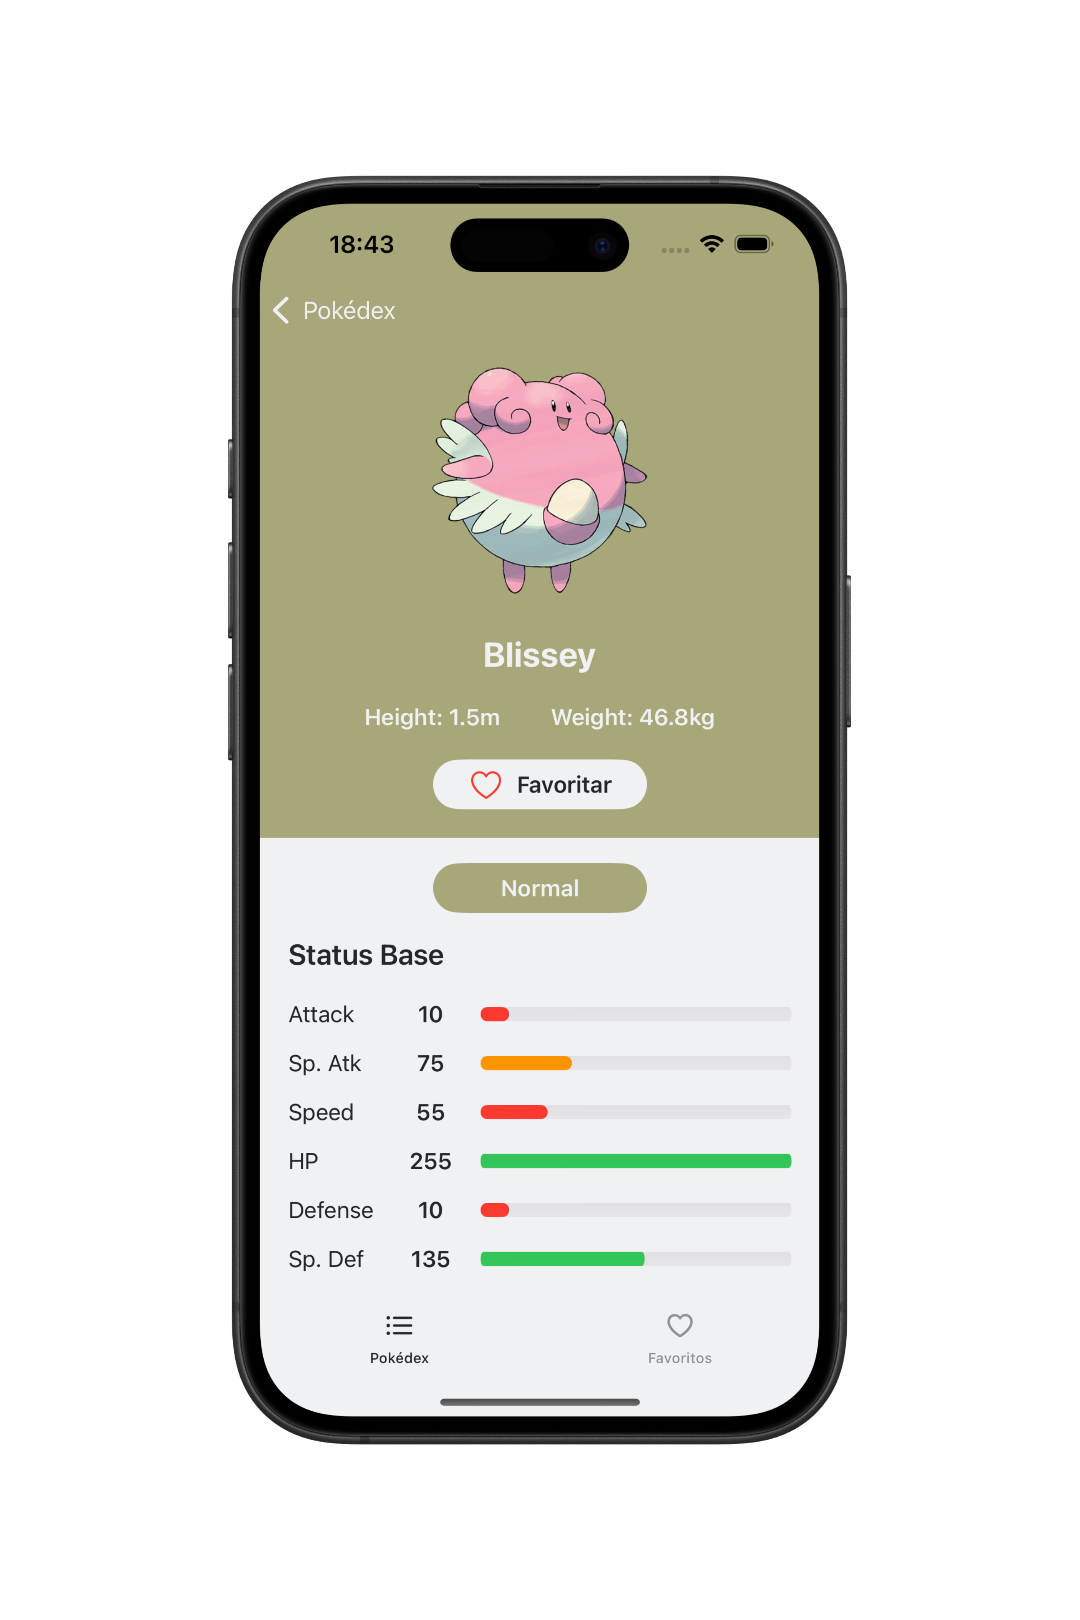 18:43
Pokédex
Blissey
Height: 1.5m Weight: 46.8kg
Favoritar
Normal
Status Base
Attack 10
Sp. Atk 75
Speed 55
HP 255
Defense 10
Sp. Def 135
Pokédex Favoritos